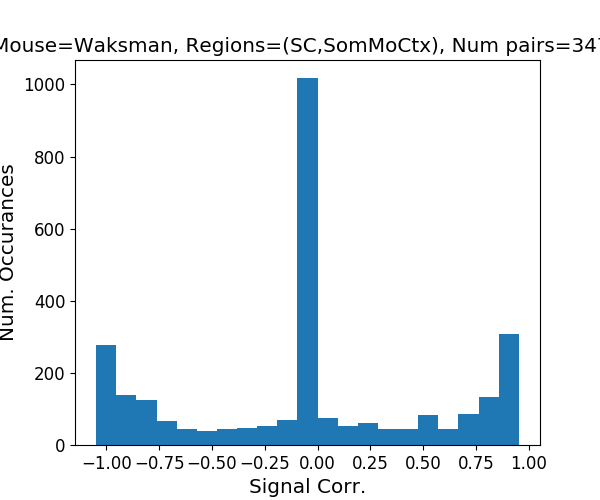 Mouse=Waksman, Regions=(SC,SomMoCtx), Num pairs=347
Num. Occurances
1000
800
600
400
200
0
−1.00 −0.75 −0.50 −0.25 0.00 0.25 0.50 0.75 1.00
Signal Corr.